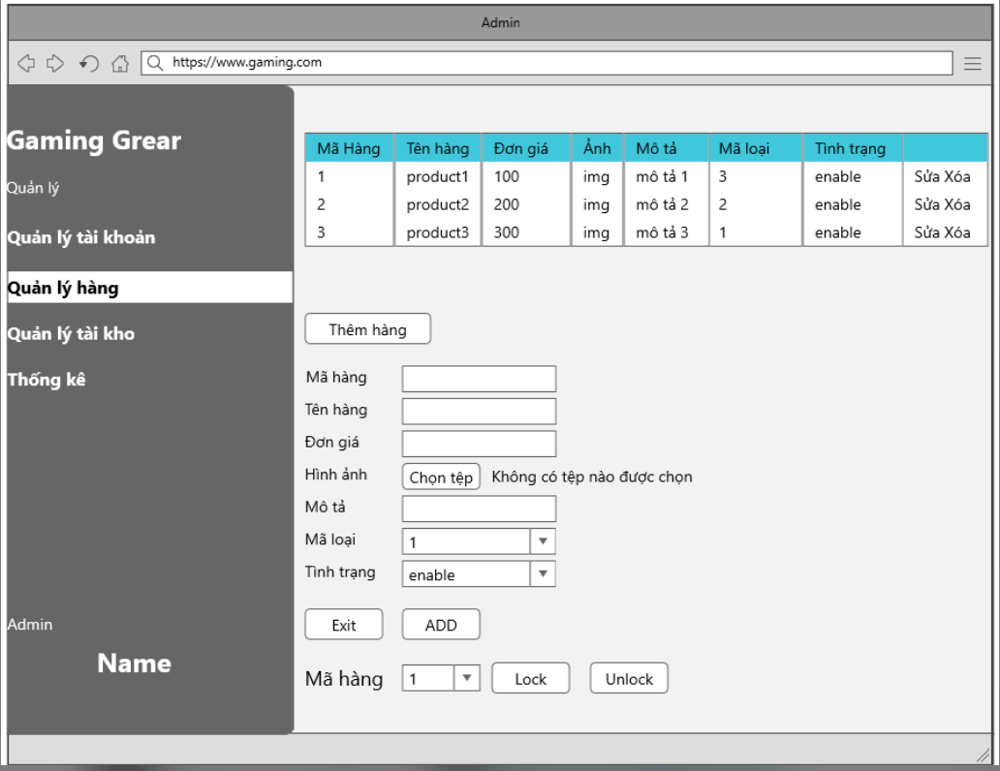 Admin
https://www.gaming.com
Gaming Grear
Quản lý
Quản lý tài khoản
Quản lý hàng
Quản lý tài kho
Thống kê
Admin
Name
Mã Hàng Tên hàng Đơn giá Ảnh Mô tả Mã loại Tình trạng
1 product1 100 img mô tả 1 3 enable Sửa Xóa
2 product2 200 img mô tả 2 2 enable Sửa Xóa
3 product3 300 img mô tả 3 1 enable Sửa Xóa
Thêm hàng
Mã hàng
Tên hàng
Đơn giá
Hình ảnh Chọn tệp Không có tệp nào được chọn
Mô tả
Mã loại 1
Tình trạng enable
Exit ADD
Mã hàng 1 Lock Unlock